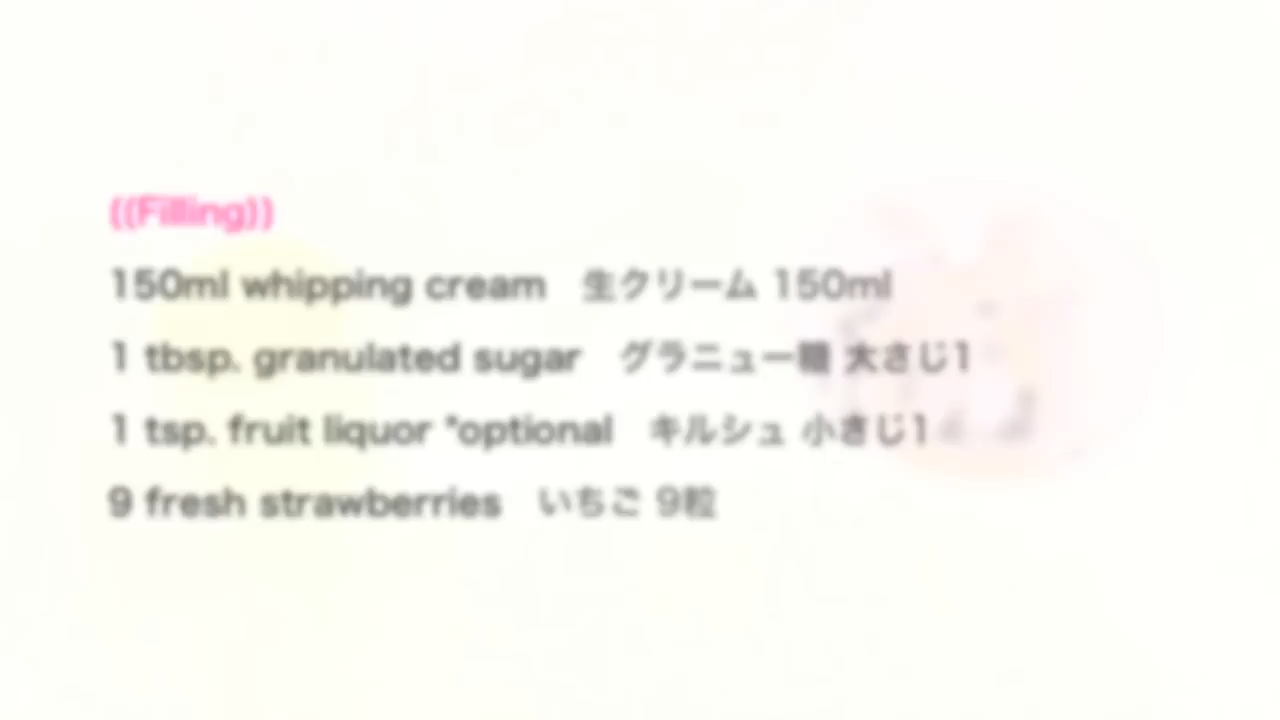 ((Filling))
150ml whipping cream　生クリーム 150ml
1 tbsp. granulated sugar　グラニュー糖 大さじ1
1 tsp. fruit liquor *optional　キルシュ 小さじ1
9 fresh strawberries　いちご 9粒